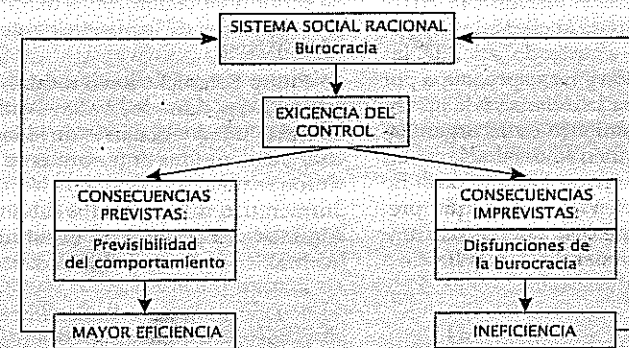 SISTEMA SOCIAL RACIONAL
Burocracia
EXIGENCIA DEL
CONTROL
CONSECUENCIAS
PREVISTAS:
Previsibilidad
del comportamiento
MAYOR EFICIENCIA
CONSECUENCIAS
IMPREVISTAS:
Disfunciones de
la burocracia
INEFICIENCIA